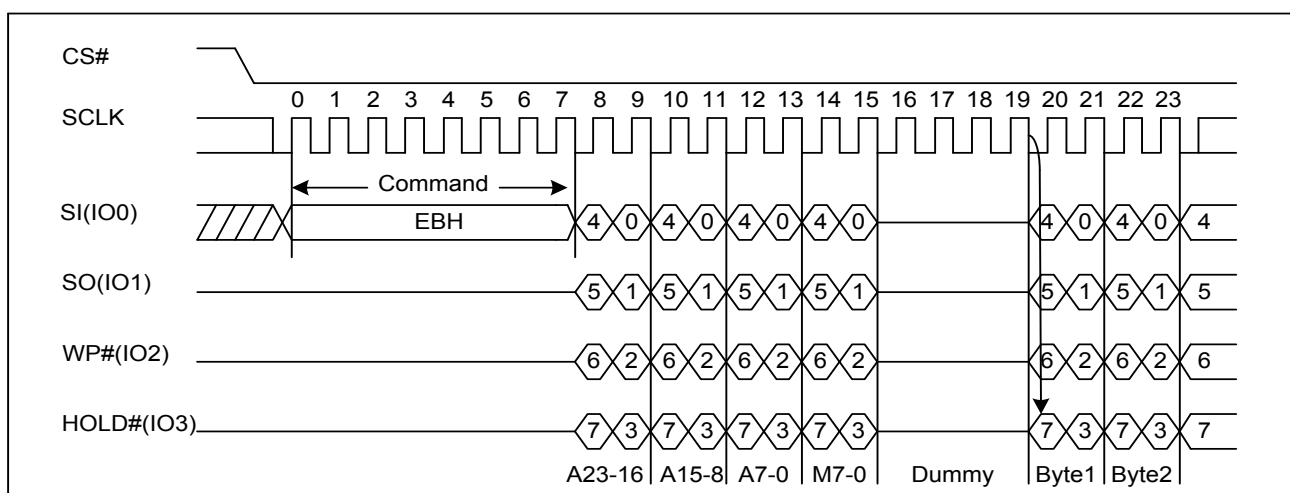 CS#
0 1 2 3 4 5 6 7 8 9 10 11 12 13 14 15 16 17 18 19 20 21 22 23
SCLK
Command
SI(IO0) EBH 4 0 4 0 4 0 4 0 4 0 4 0 4
SO(IO1) 5 1 5 1 5 1 5 1 5 1 5 1 5
WP#(IO2) 6 2 6 2 6 2 6 2 6 2 6 2 6
HOLD#(IO3) 7 3 7 3 7 3 7 3 7 3 7 3 7
A23-16 A15-8 A7-0 M7-0 Dummy Byte1 Byte2